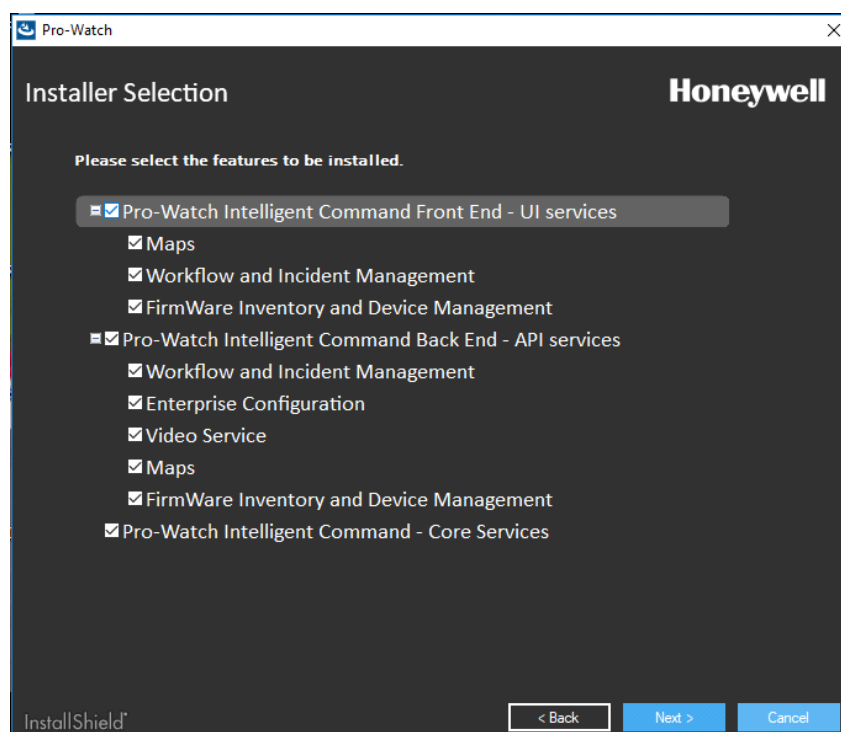 Pro-Watch
Installer Selection
Honeywell
Please select the features to be installed.
Pro-Watch Intelligent Command Front End - UI services
Maps
Workflow and Incident Management
FirmWare Inventory and Device Management
Pro-Watch Intelligent Command Back End - API services
Workflow and Incident Management
Enterprise Configuration
Video Service
Maps
FirmWare Inventory and Device Management
Pro-Watch Intelligent Command - Core Services
InstallShield
< Back
Next >
Cancel